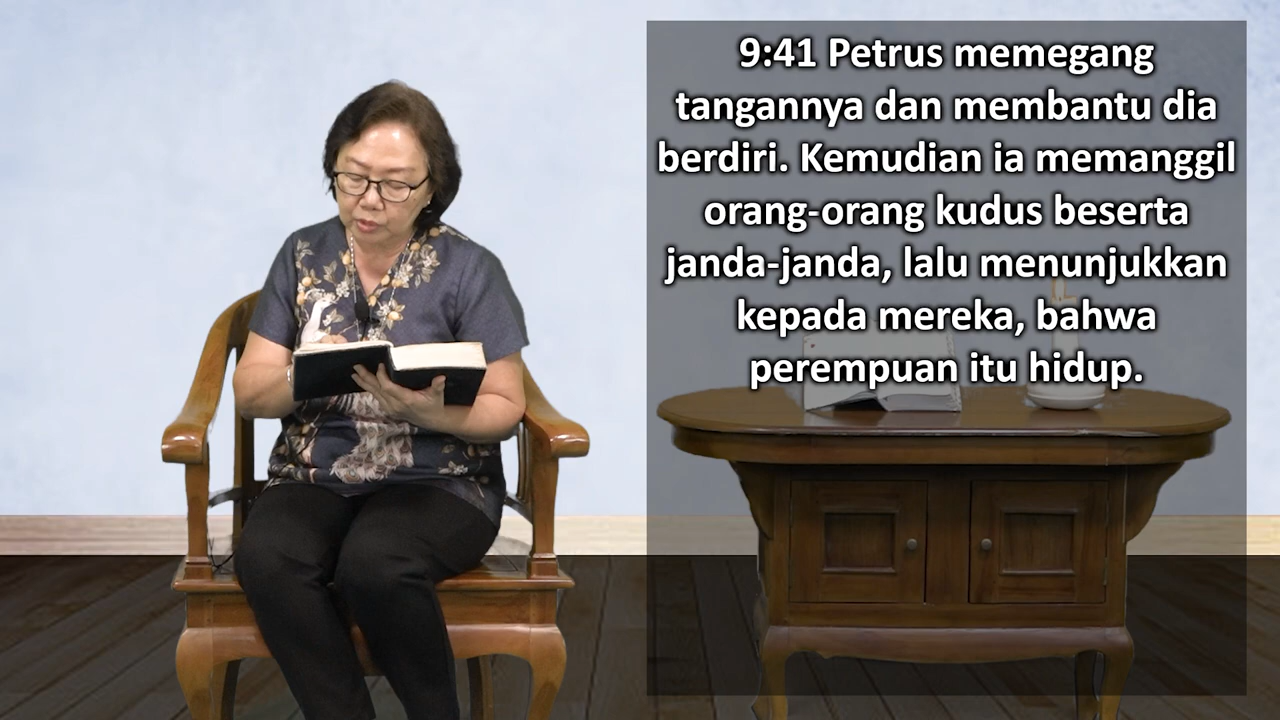 9:41 Petrus memegang
tangannya dan membantu dia
berdiri. Kemudian ia memanggil
orang-orang kudus beserta
janda-janda, lalu menunjukkan
kepada mereka, bahwa
perempuan itu hidup.